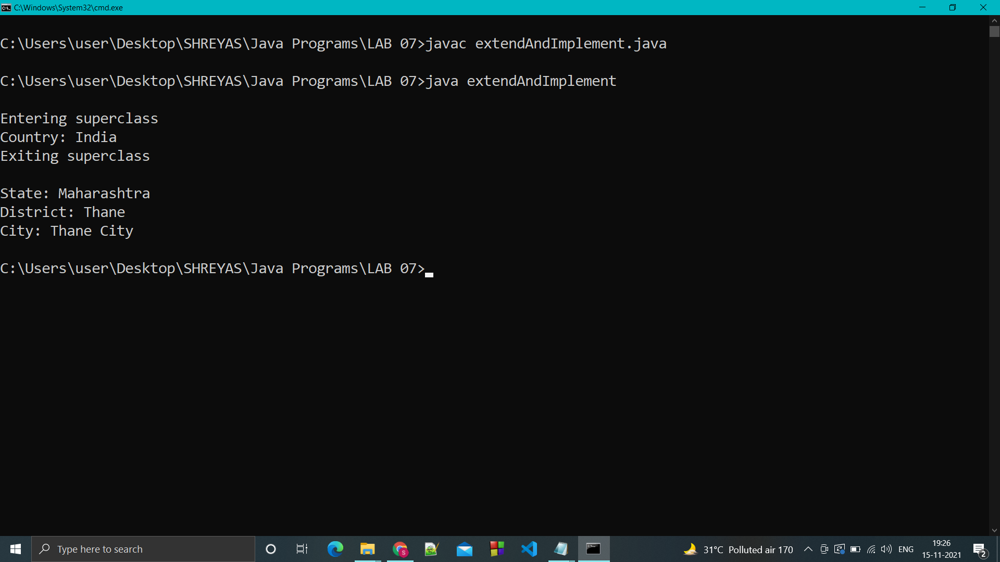 C:\Windows\System32\cmd.exe
C:\Users\user\Desktop\SHREYAS\Java Programs\LAB 07>javac extendAndImplement.java
C:\Users\user\Desktop\SHREYAS\Java Programs\LAB 07>java extendAndImplement
Entering superclass
Country: India
Exiting superclass
State: Maharashtra
District: Thane
City: Thane City
C:\Users\user\Desktop\SHREYAS\Java Programs\LAB 07>
Type here to search
S
31°C Polluted air 170
ENG
19:26
15-11-2021
2